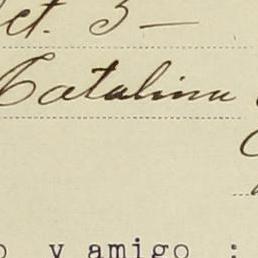 ct. 3—
Catalina
o y amigo :